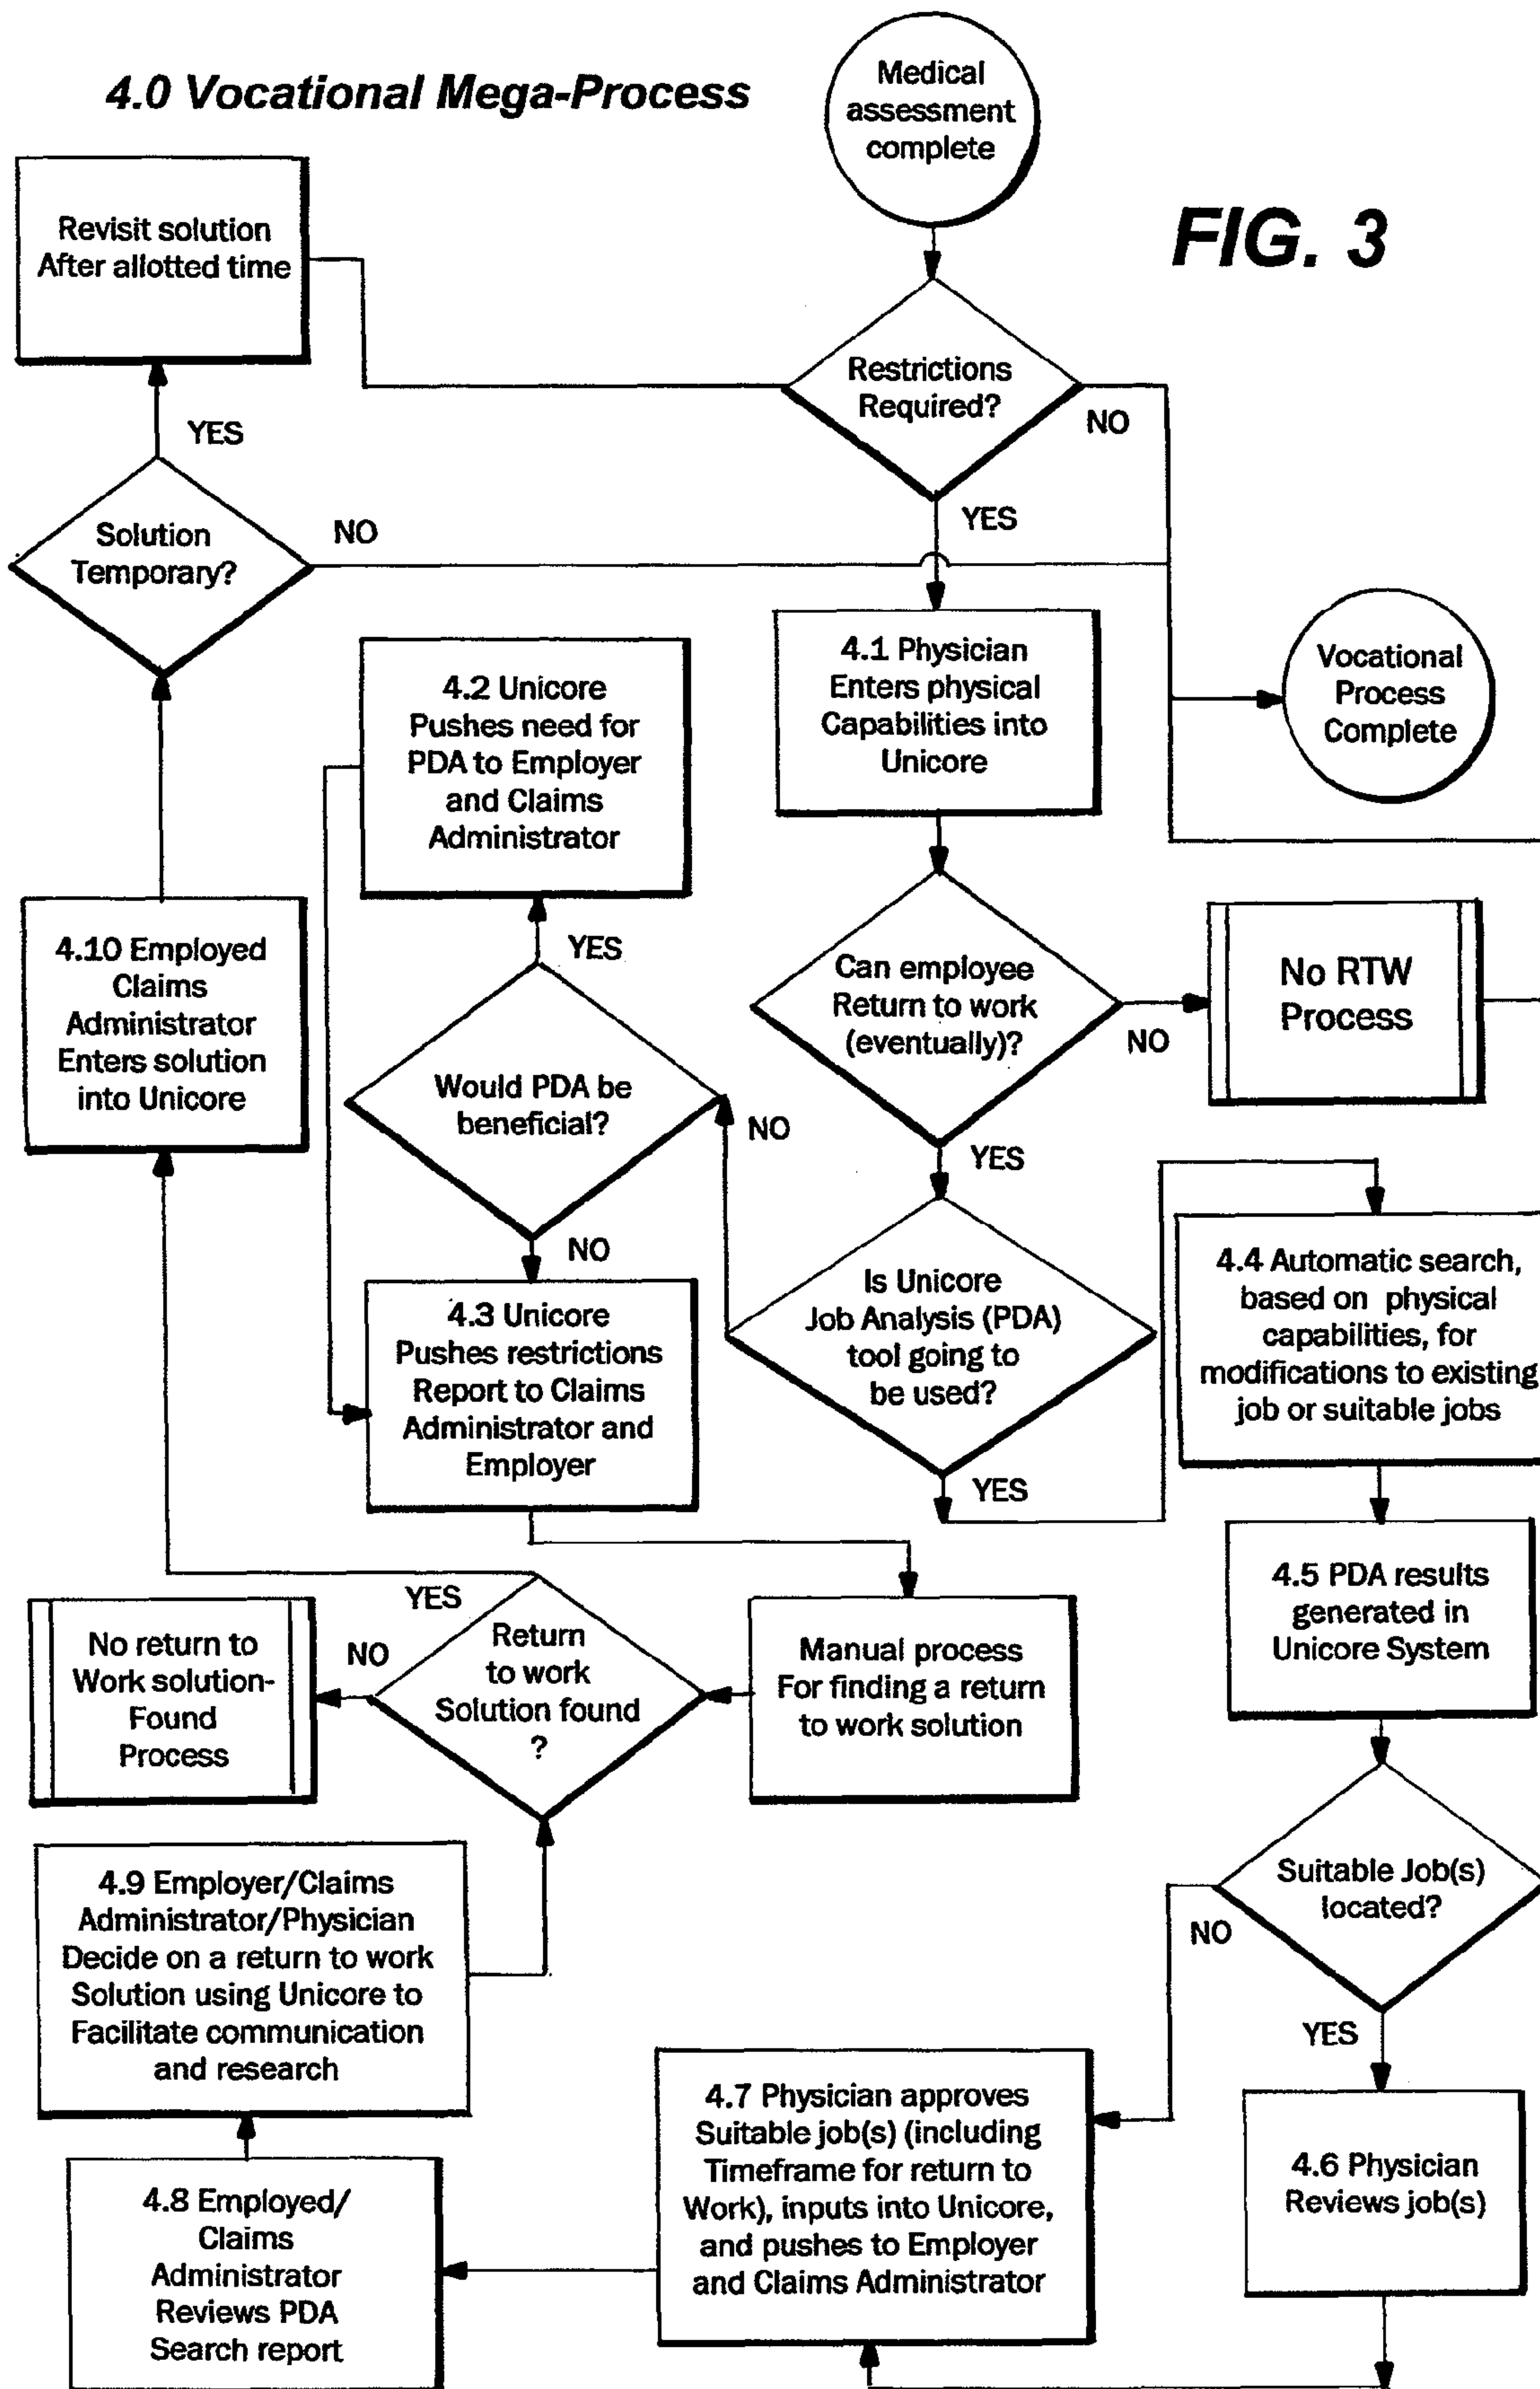 4.0 Vocational Mega-Process
Medical
assessment
complete
FIG. 3
Revisit solution
After allotted time
Restrictions
Required?
NO
YES
YES
Solution
Temporary?
NO
4.1 Physician
Enters physical
Capabilities into
Unicore
Vocational
Process
Complete
4.2 Unicore
Pushes need for
PDA to Employer
and Claims
Administrator
4.10 Employed
Claims
Administrator
Enters solution
into Unicore
YES
Would PDA be
beneficial?
NO
Can employee
Return to work
(eventually)?
NO
No RTW
Process
YES
NO
4.3 Unicore
Pushes restrictions
Report to Claims
Administrator and
Employer
Is Unicore
Job Analysis (PDA)
tool going to
be used?
YES
4.4 Automatic search,
based on physical
capabilities, for
modifications to existing
job or suitable jobs
4.5 PDA results
generated in
Unicore System
YES
NO
No return to
Work solution-
Found
Process
Return
to work
Solution found
?
Manual process
For finding a return
to work solution
Suitable Job(s)
located?
NO
YES
4.9 Employer/Claims
Administrator/Physician
Decide on a return to work
Solution using Unicore to
Facilitate communication
and research
4.7 Physician approves
Suitable job(s) (including
Timeframe for return to
Work), inputs into Unicore,
and pushes to Employer
and Claims Administrator
4.6 Physician
Reviews job(s)
4.8 Employed/
Claims
Administrator
Reviews PDA
Search report